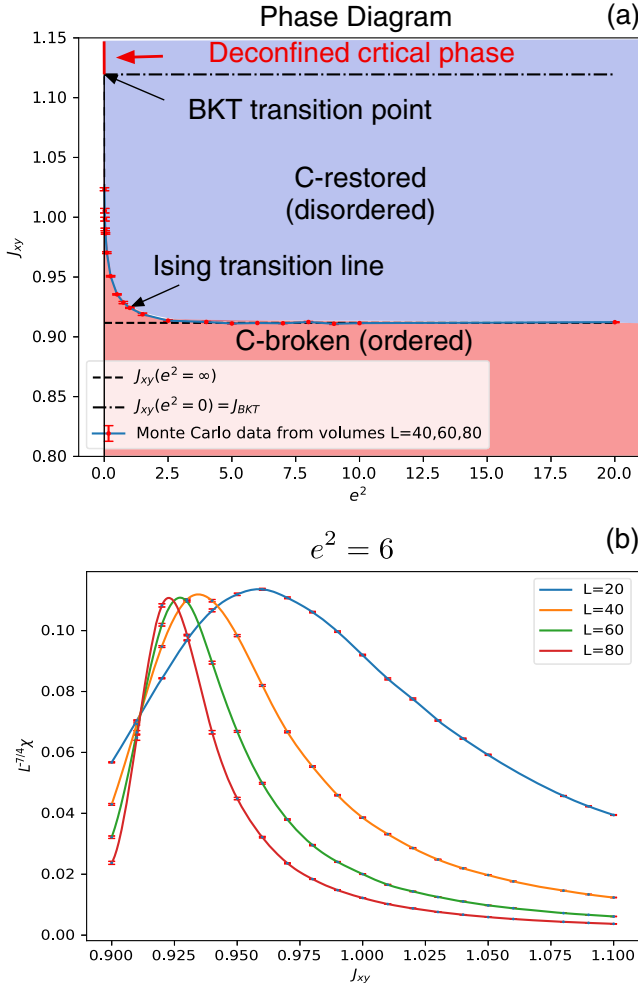 Phase Diagram
(a)
1.15
1.10
1.05
1.00
0.95
0.90
0.85
0.80
J_xy
Deconfined crtical phase
BKT transition point
C-restored
(disordered)
Ising transition line
C-broken (ordered)
J_xy(e² = ∞)
J_xy(e² = 0) = J_BKT
Monte Carlo data from volumes L=40,60,80
0.0 2.5 5.0 7.5 10.0 12.5 15.0 17.5 20.0
e²
e² = 6
(b)
L=20
L=40
L=60
L=80
0.10
0.08
0.06
0.04
0.02
0.00
L^-7/4 χ
0.900 0.925 0.950 0.975 1.000 1.025 1.050 1.075 1.100
J_xy